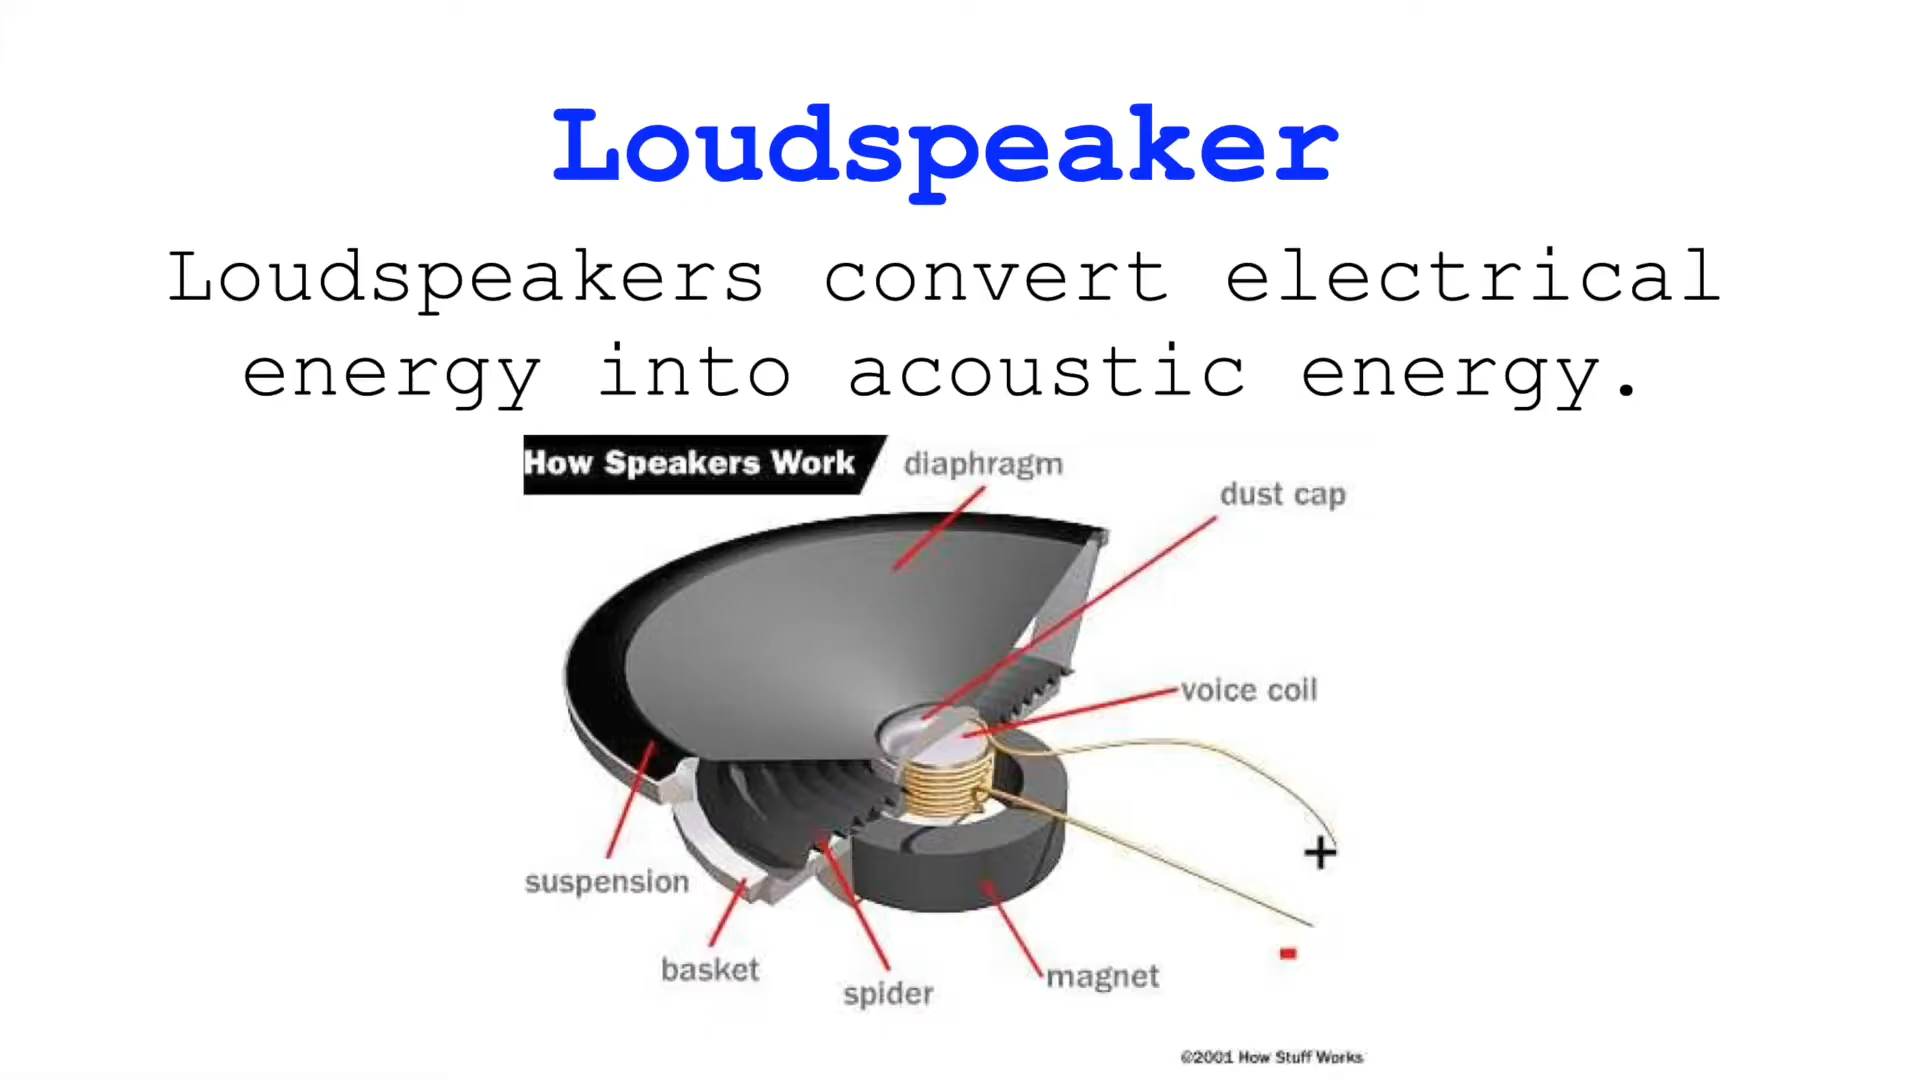 Loudspeaker
Loudspeakers convert electrical
energy into acoustic energy.
How Speakers Work
diaphragm
dust cap
voice coil
+
suspension
-
basket
spider
magnet
©2001 How Stuff Works